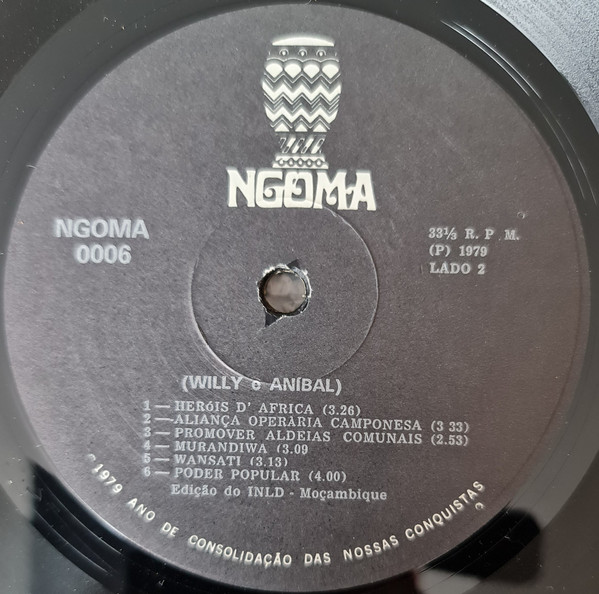 NGOMA
NGOMA
0006
33⅓ R. P M.
(P) 1979
LADO 2
(WILLY e ANÍBAL)
1 — HERóIS D' AFRICA (3.26)
2 — ALIANÇA OPERÀRIA CAMPONESA (3 33)
3 — PROMOVER ALDEIAS COMUNAIS (2.53)
4 — MURANDIWA (3.09
5 — WANSATI (3.13)
6 — PODER POPULAR (4.00)
Edição do INLD - Moçambique
"1979 ANO DE CONSOLIDAÇÃO DAS NOSSAS CONQUISTAS"